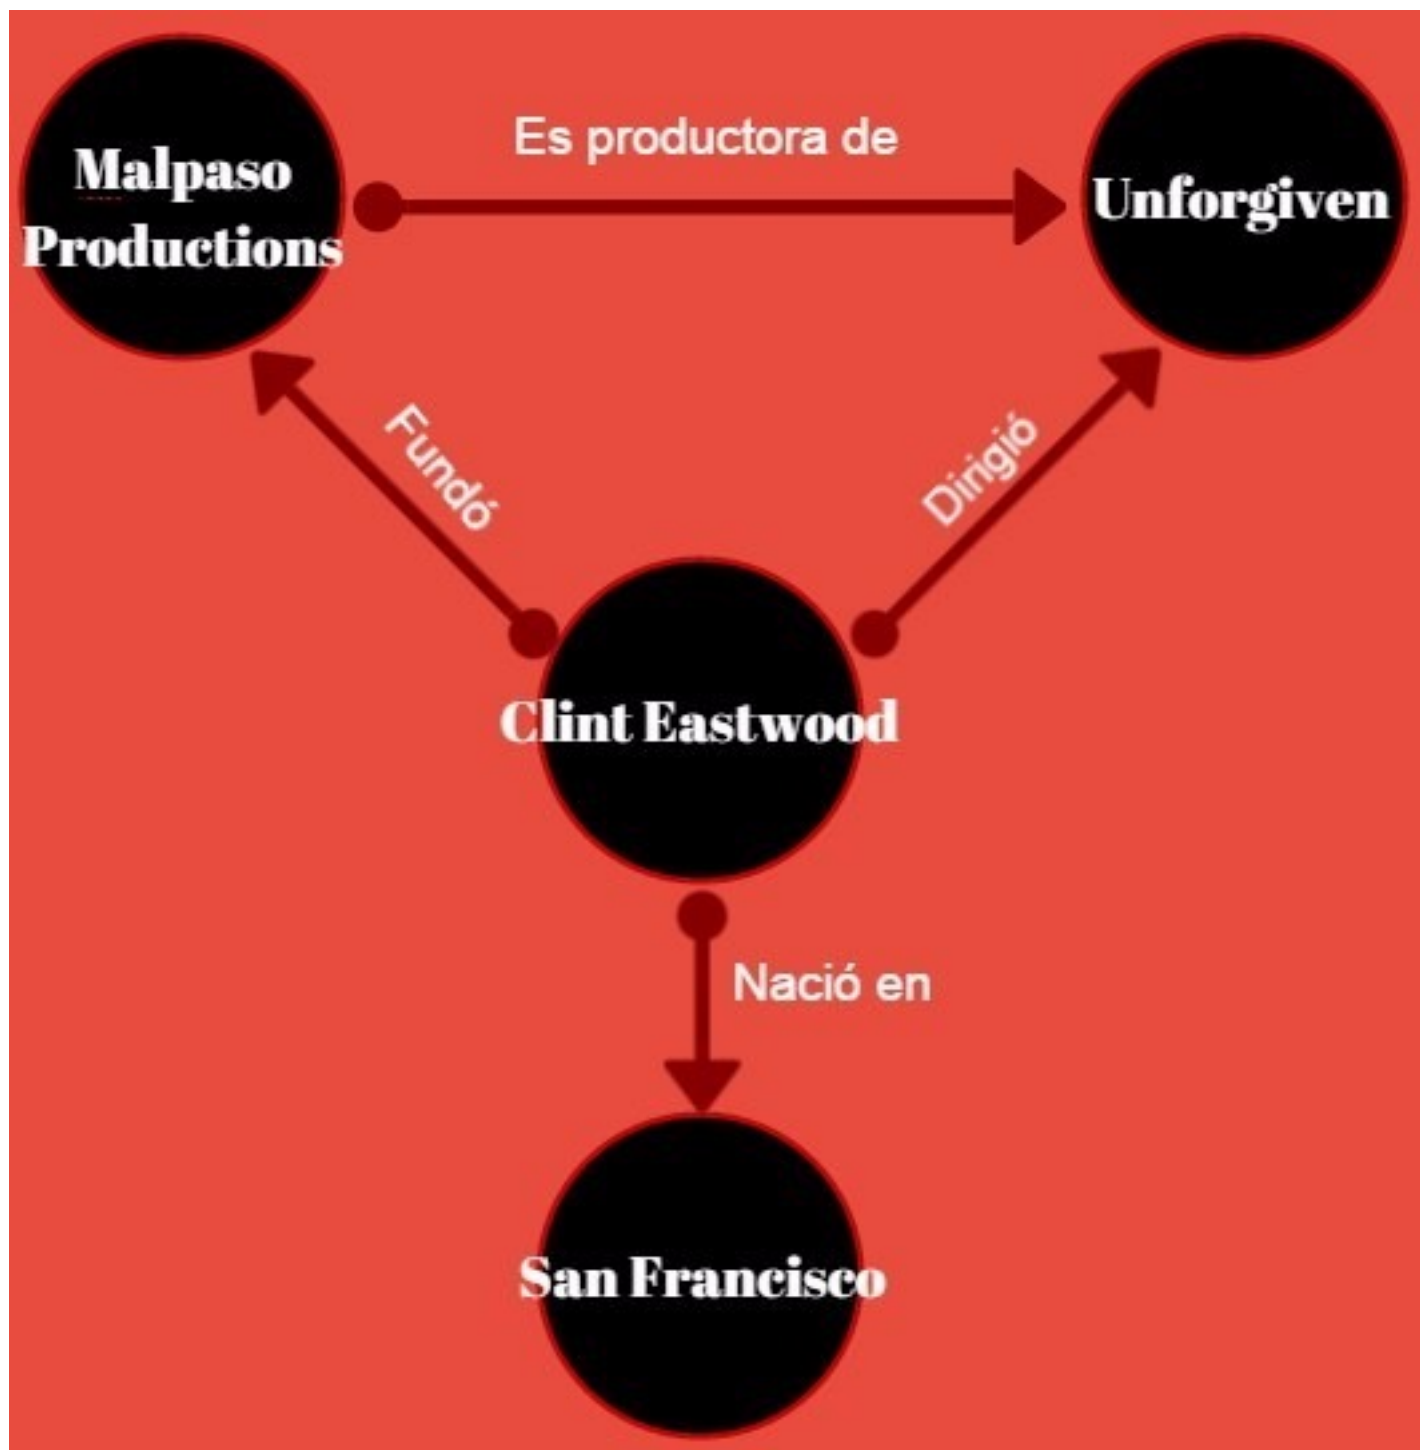 Malpaso
Productions
Es productora de
Unforgiven
Fundó
Dirigió
Clint Eastwood
Nació en
San Francisco